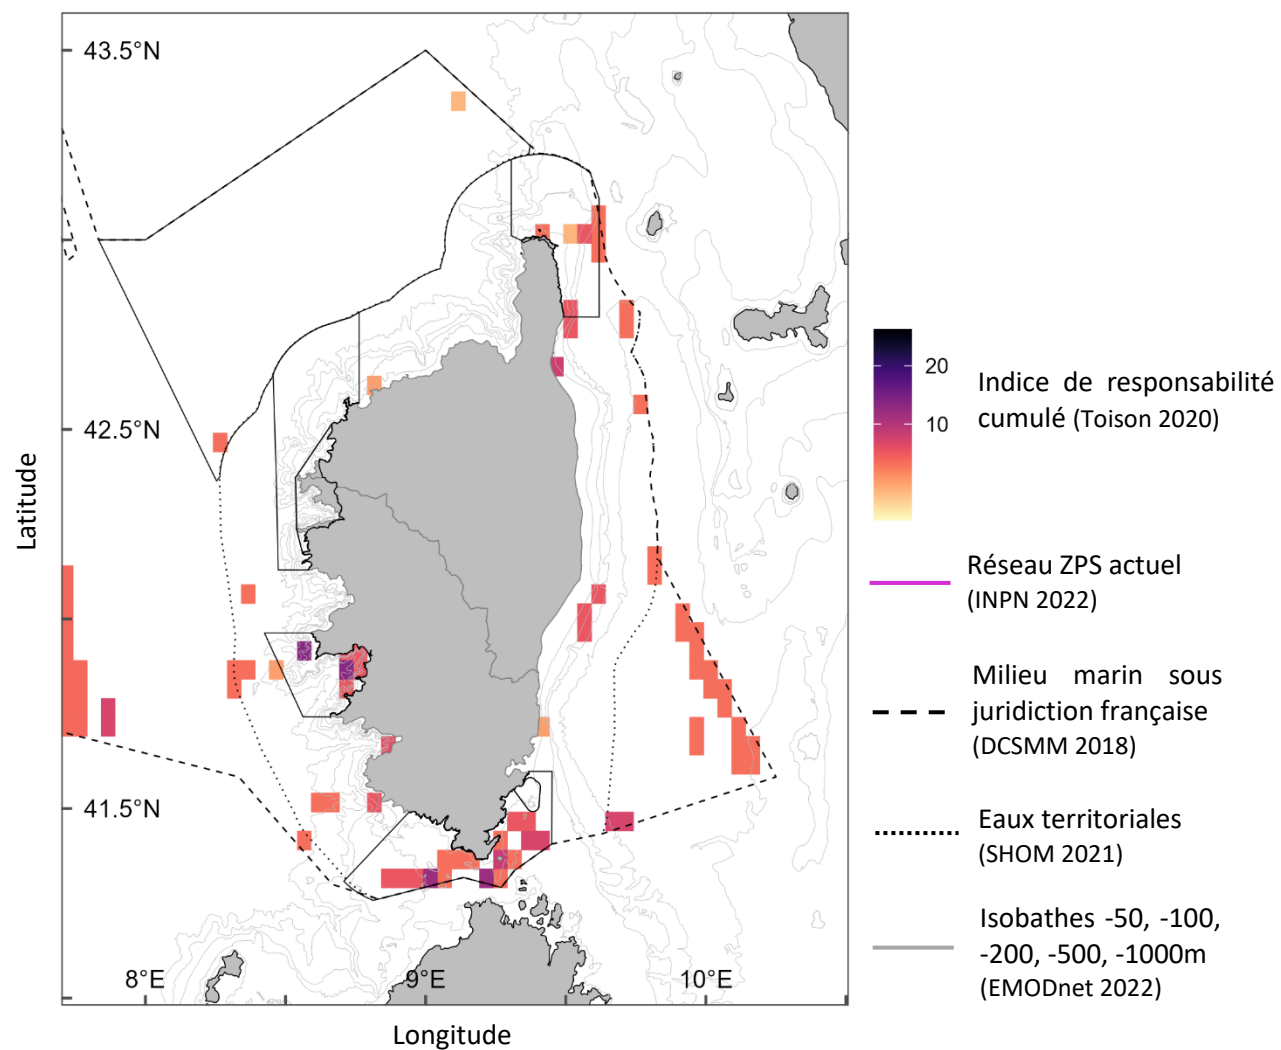 43.5°N
42.5°N
41.5°N
Latitude
8°E
9°E
10°E
Longitude
20
10
Indice de responsabilité
cumulé (Toison 2020)
Réseau ZPS actuel
(INPN 2022)
Milieu marin sous
juridiction française
(DCSMM 2018)
Eaux territoriales
(SHOM 2021)
Isobathes -50, -100,
-200, -500, -1000m
(EMODnet 2022)